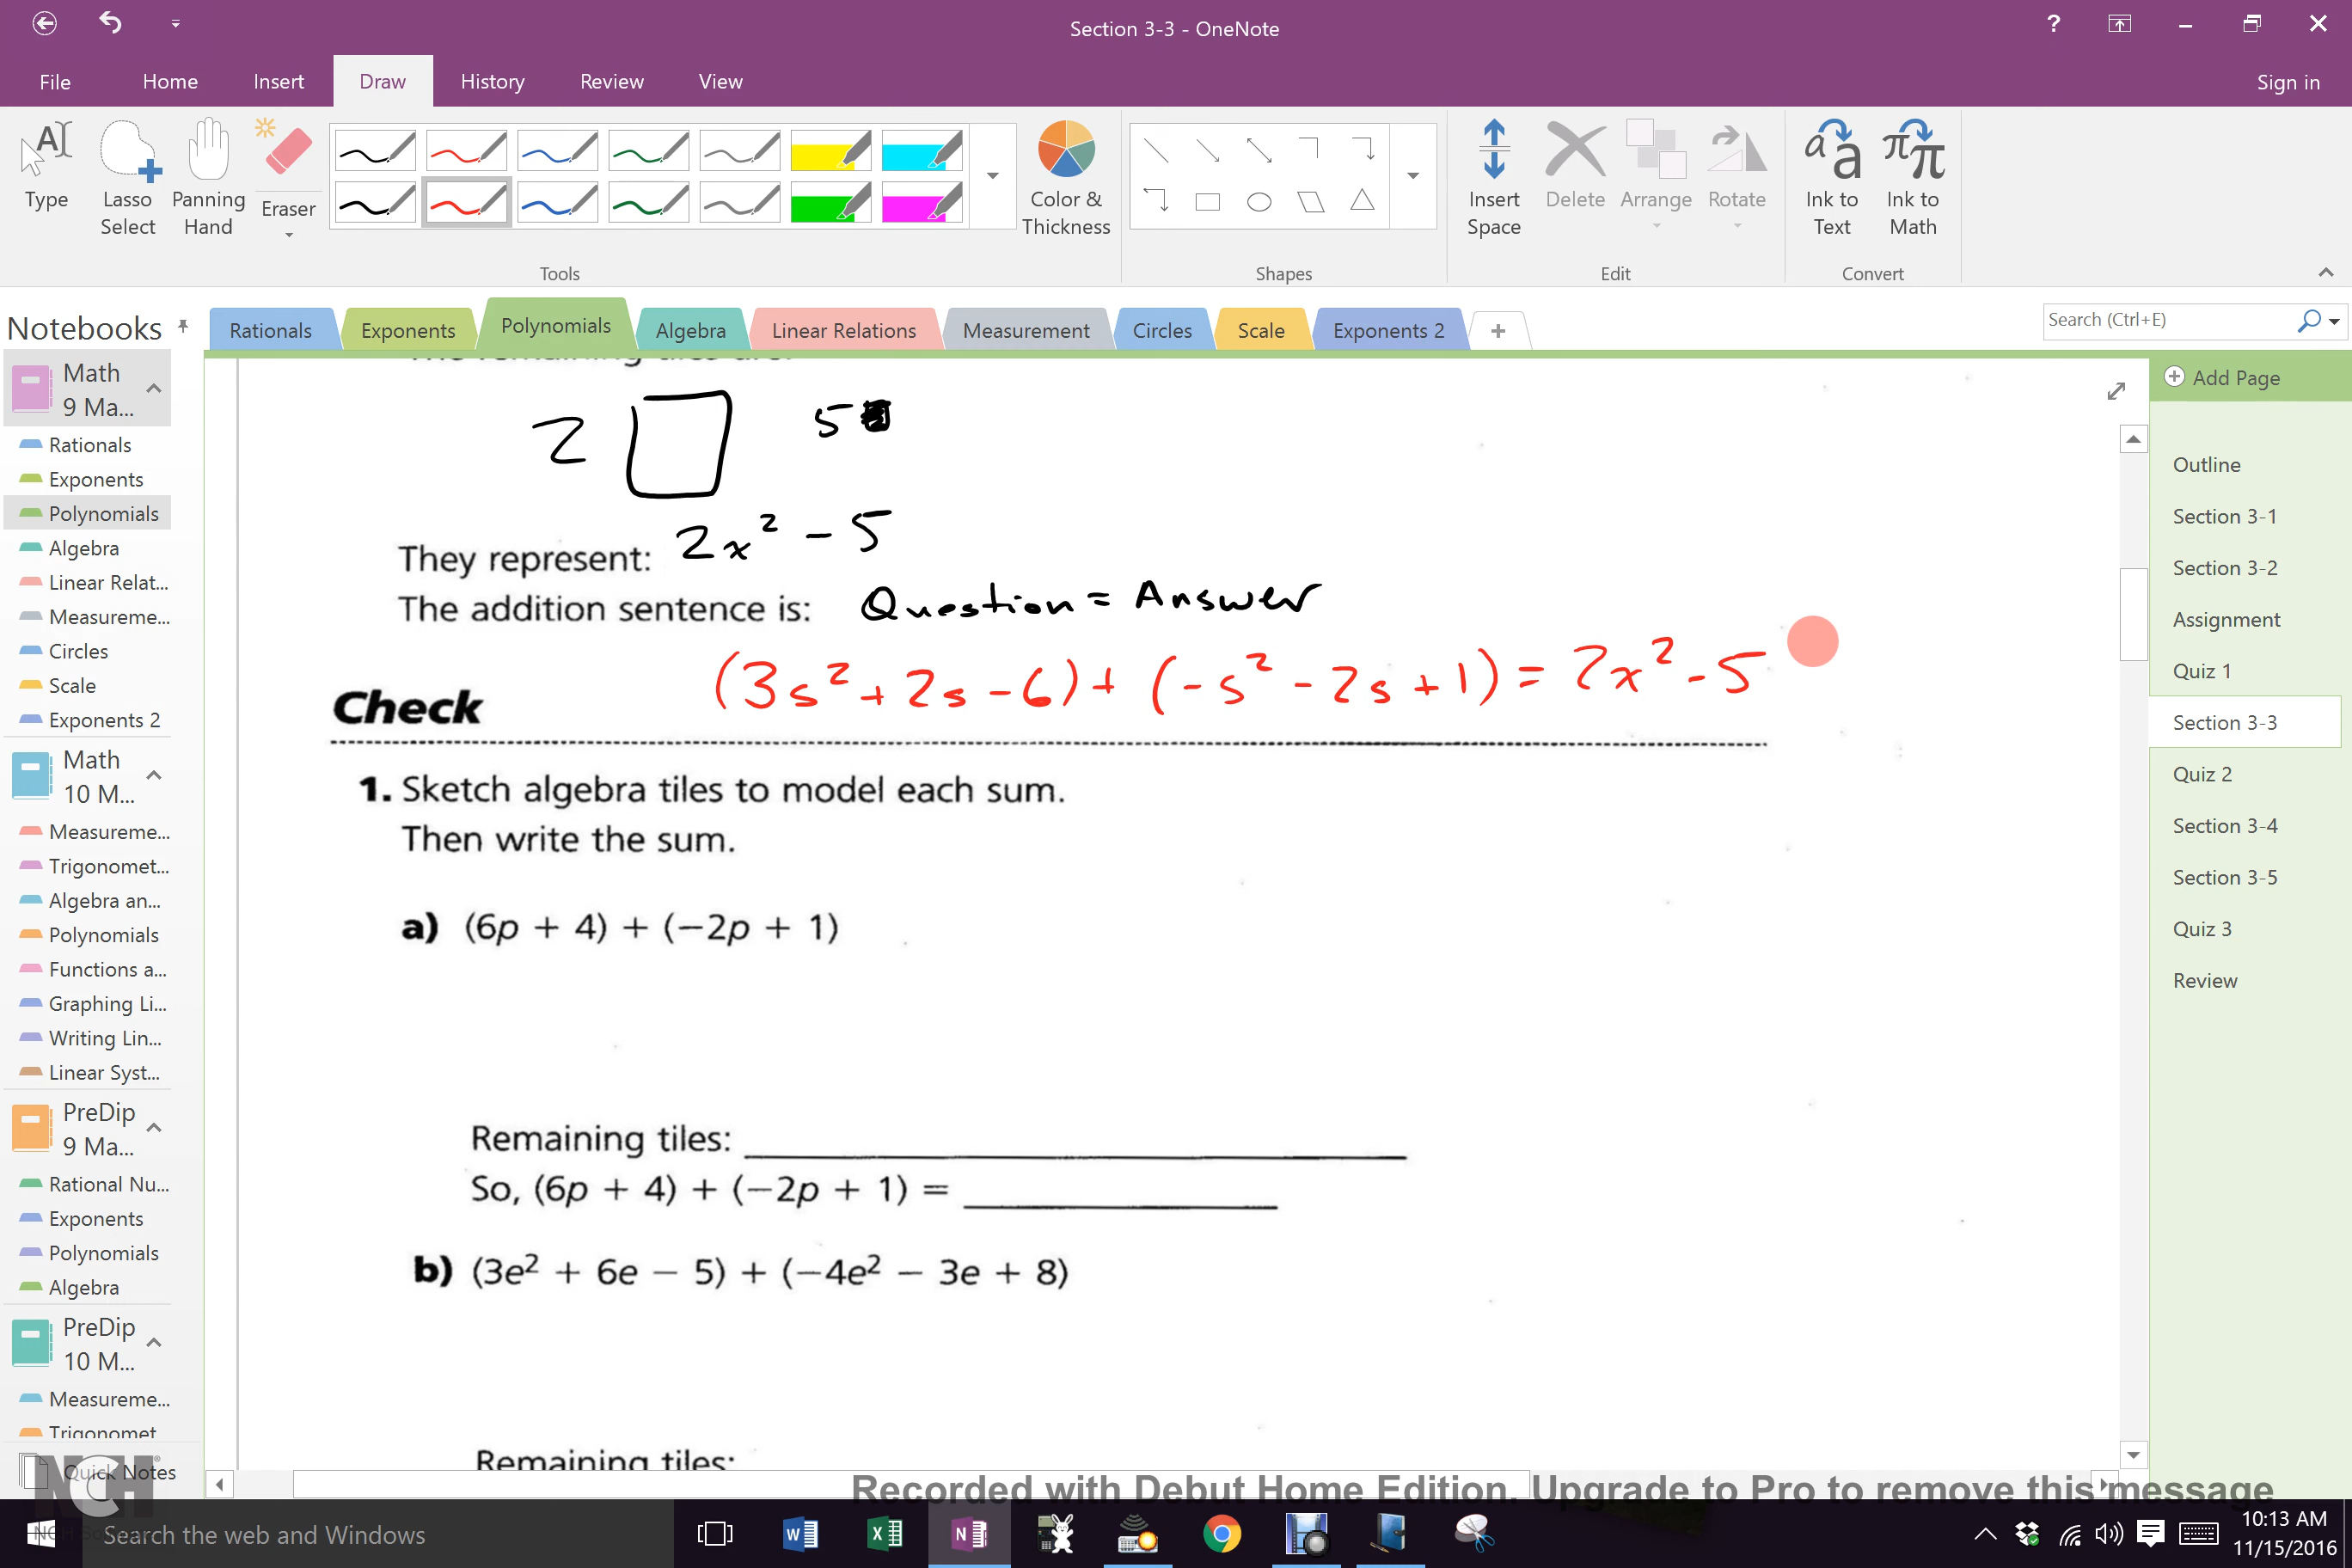 Section 3-3 - OneNote
File Home Insert Draw History Review View Sign in
Type
Lasso Select
Panning Hand
Eraser
Color & Thickness
Insert Space
Delete
Arrange
Rotate
Ink to Text
Ink to Math
Tools Shapes Edit Convert
Notebooks
Rationals Exponents Polynomials Algebra Linear Relations Measurement Circles Scale Exponents 2
Search (Ctrl+E)
Math 9 Ma...
Rationals
Exponents
Polynomials
Algebra
Linear Relat...
Measureme...
Circles
Scale
Exponents 2
Math 10 M...
Measureme...
Trigonomet...
Algebra an...
Polynomials
Functions a...
Graphing Li...
Writing Lin...
Linear Syst...
PreDip 9 Ma...
Rational Nu...
Exponents
Polynomials
Algebra
PreDip 10 M...
Measureme...
Trigonomet
Quick Notes
The remaining tiles are:
2 5
They represent: 2x² - 5
The addition sentence is: Question = Answer
(3s² + 2s - 6) + (-s² - 2s + 1) = 2x² - 5
Check
1. Sketch algebra tiles to model each sum.
Then write the sum.
a) (6p + 4) + (−2p + 1)
Remaining tiles:
So, (6p + 4) + (−2p + 1) =
b) (3e² + 6e − 5) + (−4e² − 3e + 8)
Remaining tiles:
Add Page
Outline
Section 3-1
Section 3-2
Assignment
Quiz 1
Section 3-3
Quiz 2
Section 3-4
Section 3-5
Quiz 3
Review
NCH
Recorded with Debut Home Edition. Upgrade to Pro to remove this message
Search the web and Windows
10:13 AM
11/15/2016